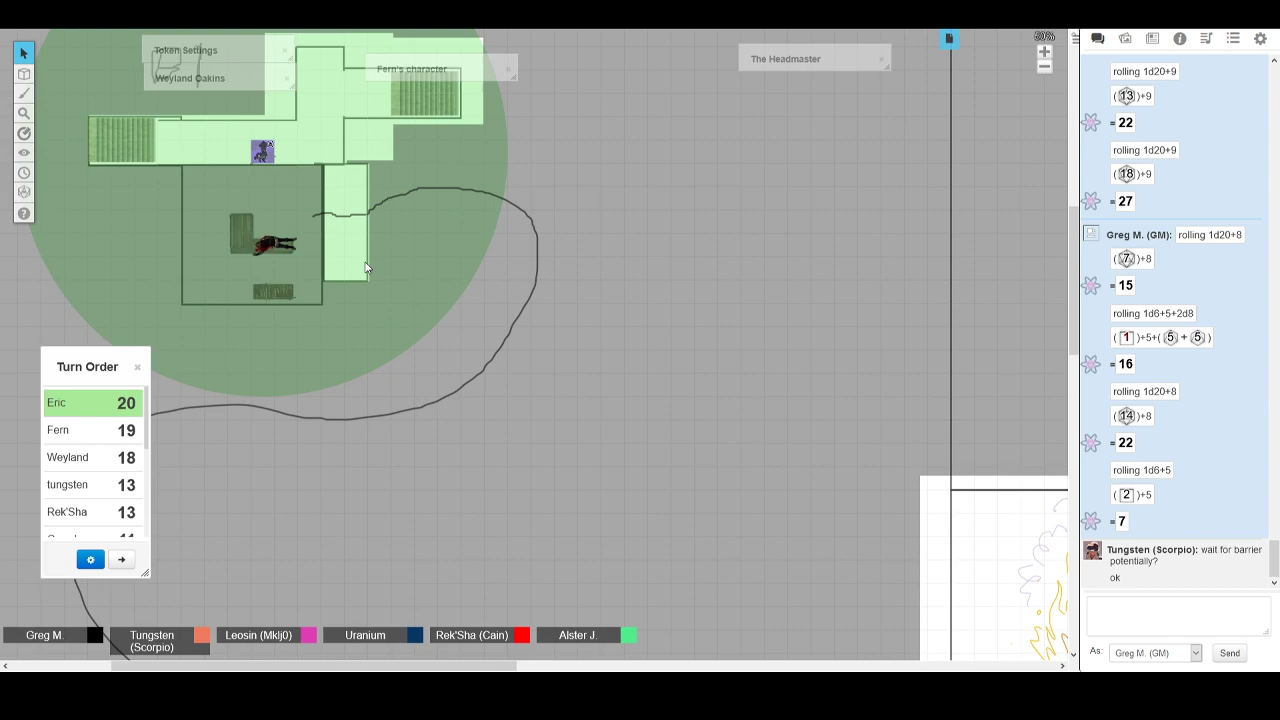 Token Settings
Weyland Oakins
Fern's character
The Headmaster
50%
Turn Order
Eric 20
Fern 19
Weyland 18
tungsten 13
Rek'Sha 13
Greg M.
Tungsten (Scorpio)
Leosin (Mklj0)
Uranium
Rek'Sha (Cain)
Alster J.
rolling 1d20+9
(13)+9
= 22
rolling 1d20+9
(18)+9
= 27
Greg M. (GM): rolling 1d20+8
(7)+8
= 15
rolling 1d6+5+2d8
(1)+5+(5+5)
= 16
rolling 1d20+8
(14)+8
= 22
rolling 1d6+5
(2)+5
= 7
Tungsten (Scorpio): wait for barrier
potentially?
ok
As: Greg M. (GM) Send